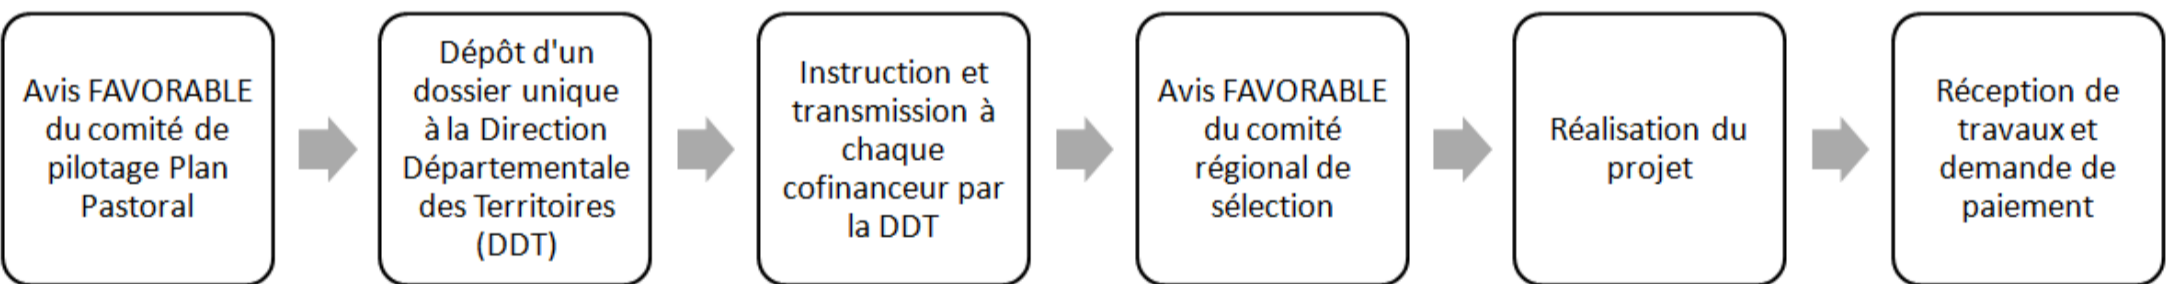 Avis FAVORABLE
du comité de
pilotage Plan
Pastoral
Dépôt d'un
dossier unique
à la Direction
Départementale
des Territoires
(DDT)
Instruction et
transmission à
chaque
cofinanceur par
la DDT
Avis FAVORABLE
du comité
régional de
sélection
Réalisation du
projet
Réception de
travaux et
demande de
paiement